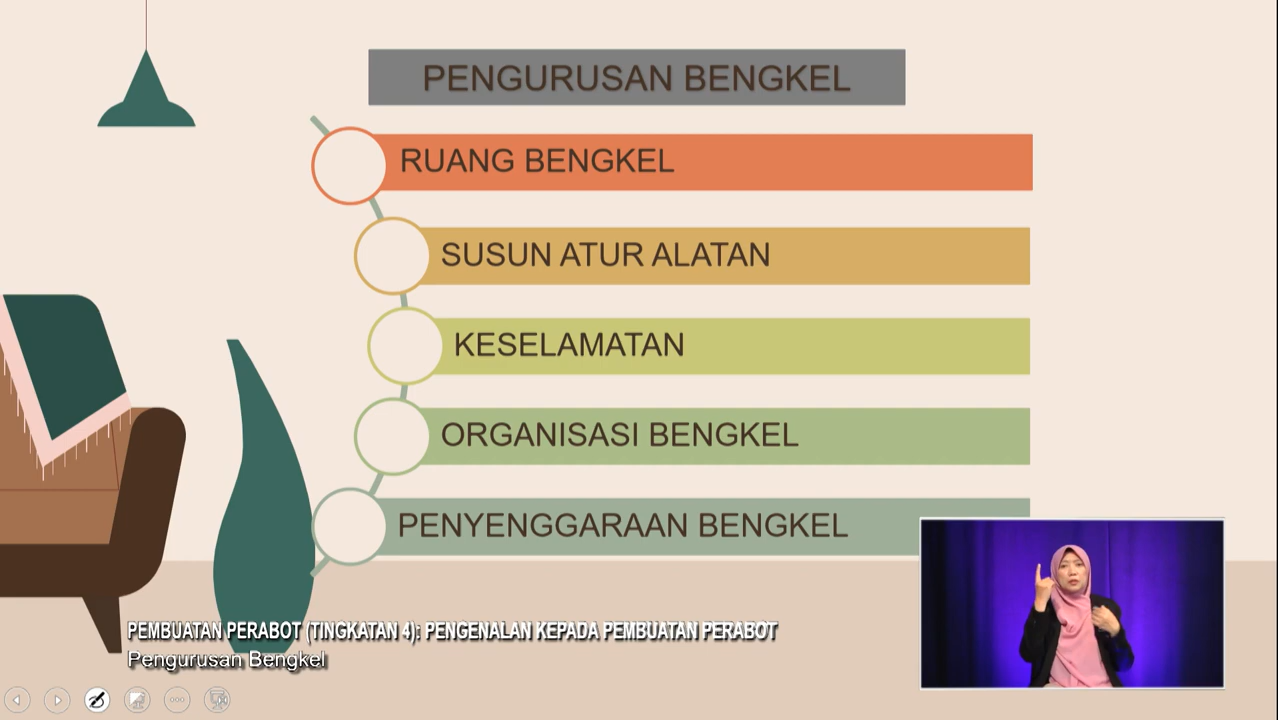 PENGURUSAN BENGKEL
RUANG BENGKEL
SUSUN ATUR ALATAN
KESELAMATAN
ORGANISASI BENGKEL
PENYENGGARAAN BENGKEL
PEMBUATAN PERABOT (TINGKATAN 4): PENGENALAN KEPADA PEMBUATAN PERABOT
Pengurusan Bengkel